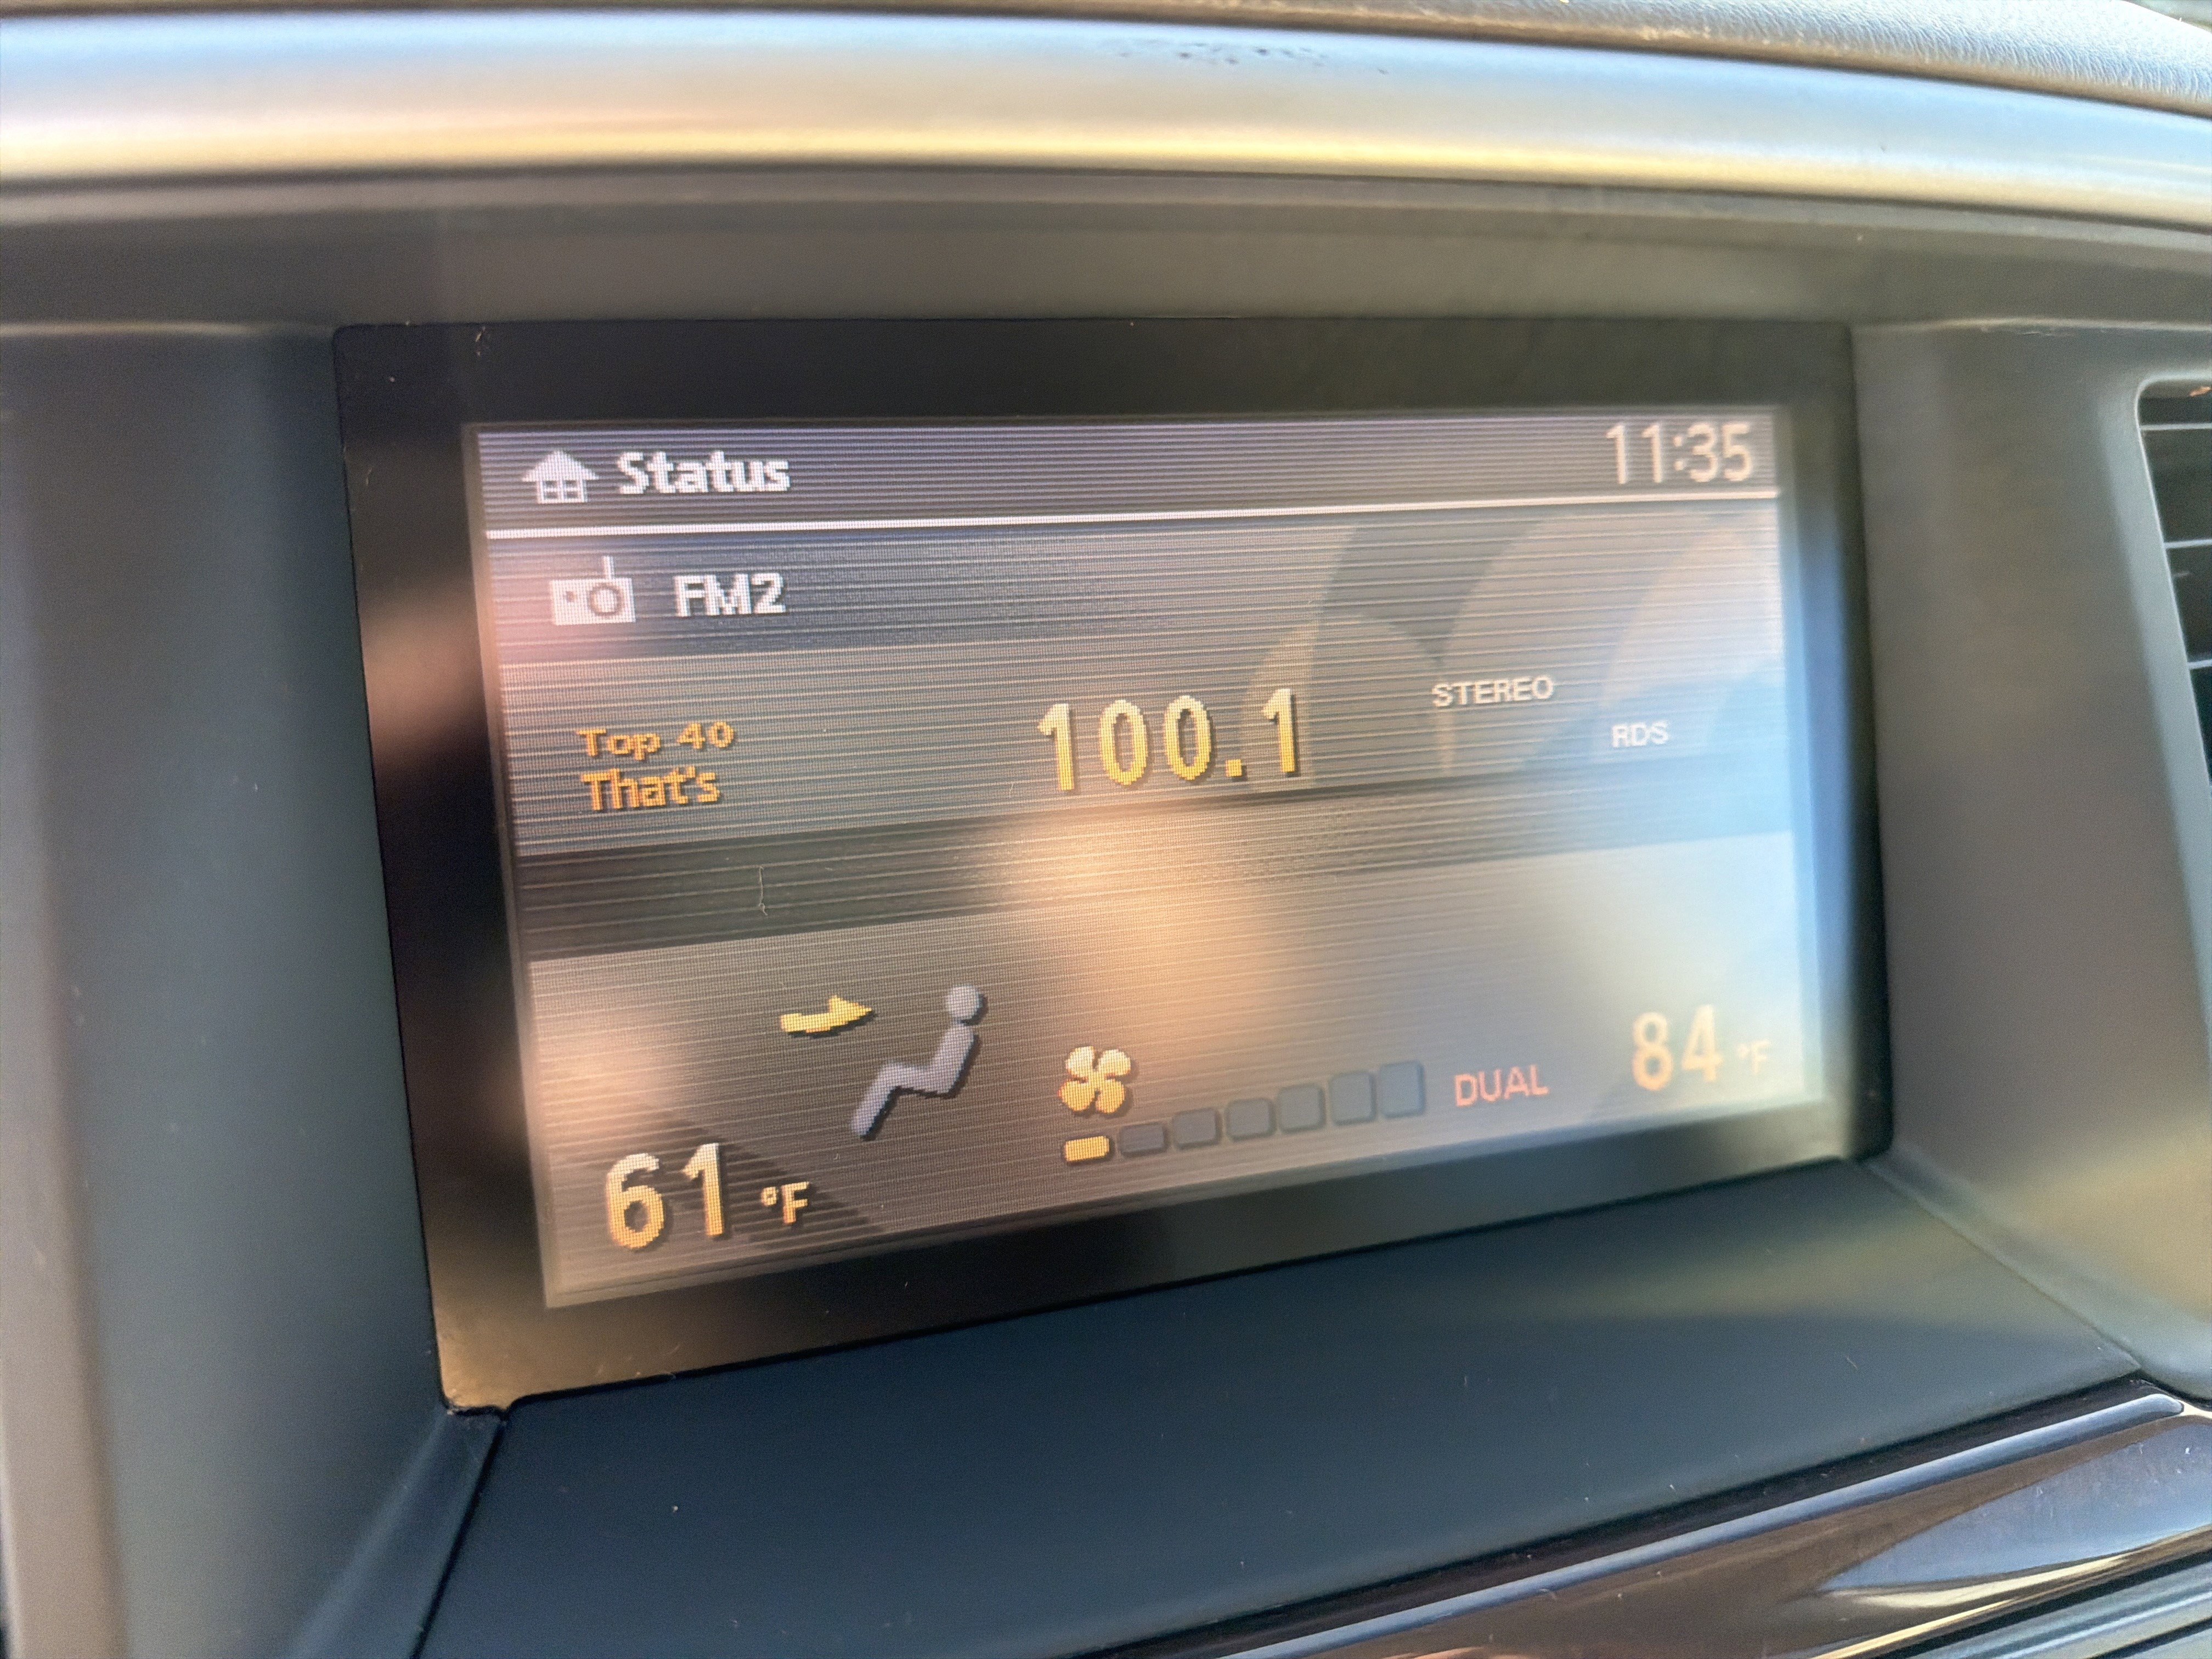 Status
11:35
FM2
Top 40
That's
100.1
STEREO
RDS
61 °F
DUAL
84 °F